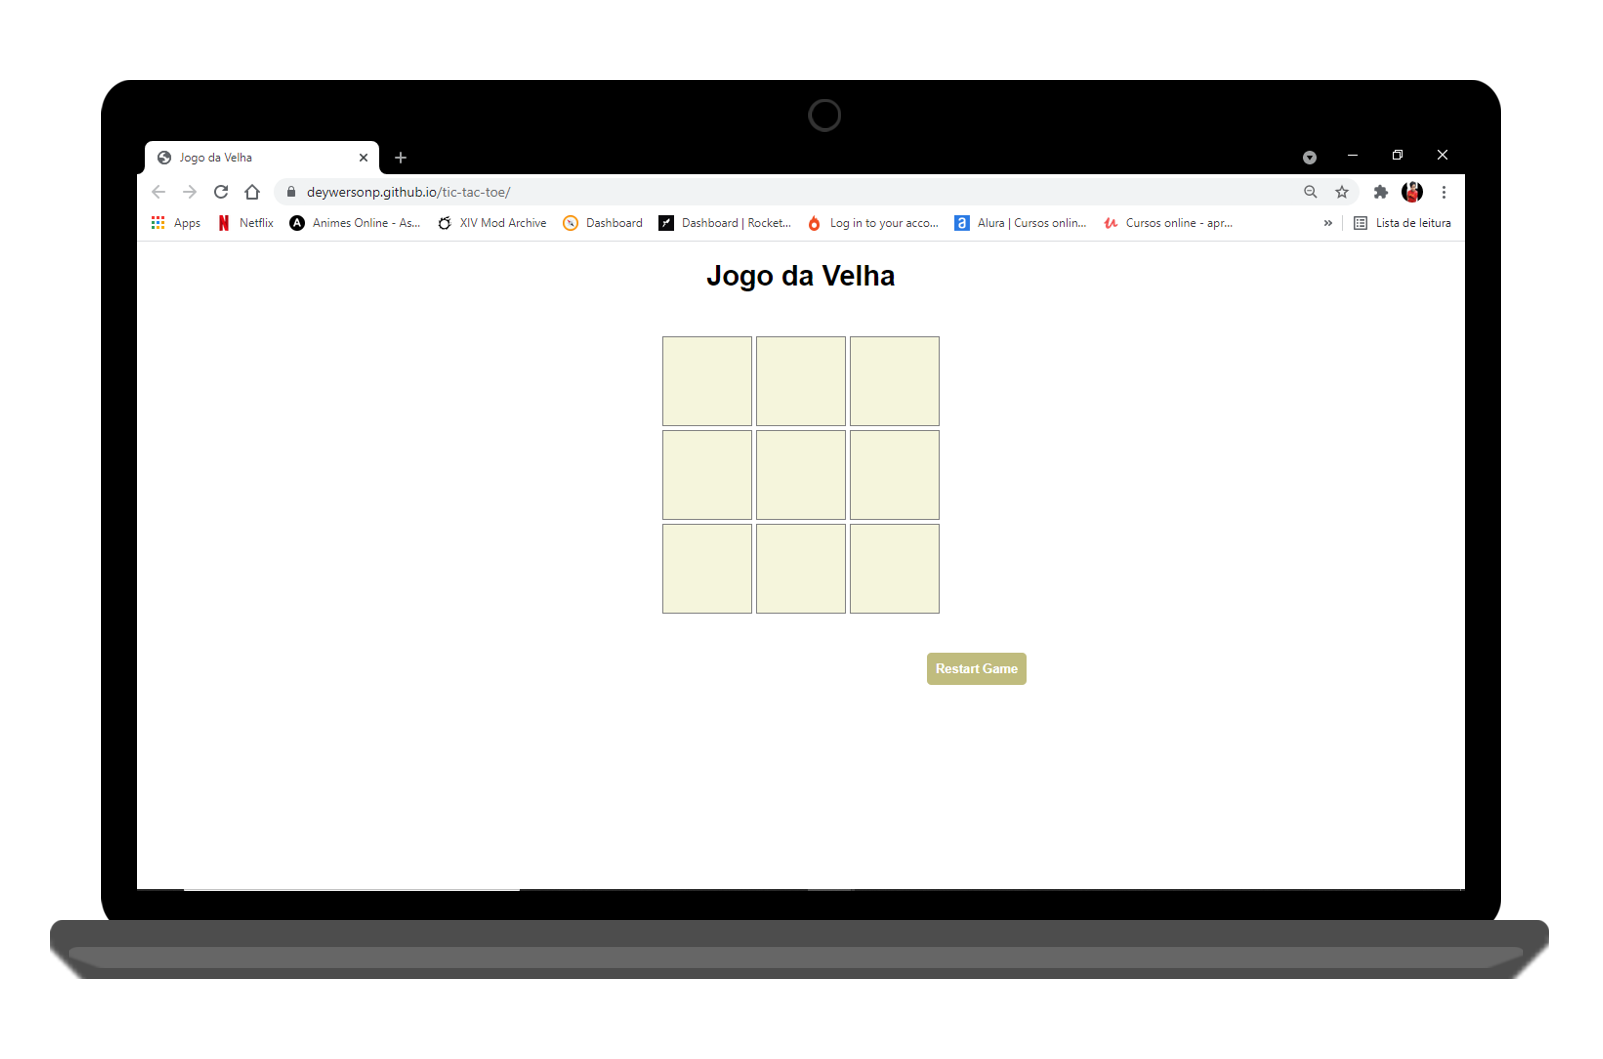 Jogo da Velha
deywersonp.github.io/tic-tac-toe/
Apps Netflix Animes Online - As... XIV Mod Archive Dashboard Dashboard | Rocket... Log in to your acco... Alura | Cursos onlin... Cursos online - apr... » Lista de leitura
Jogo da Velha
Restart Game